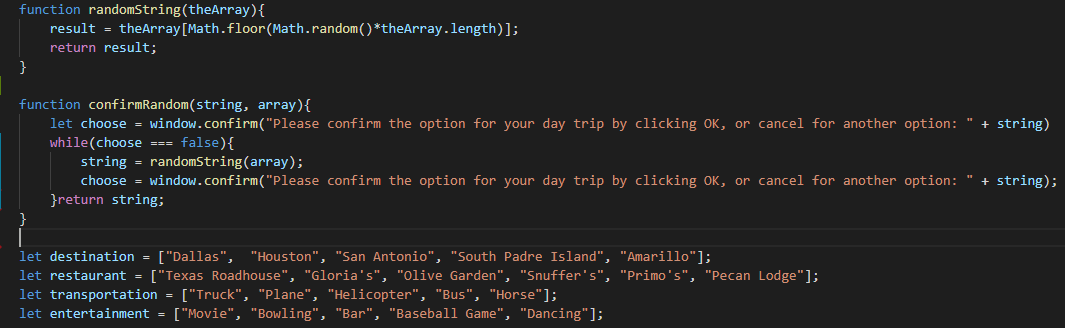 function randomString(theArray){
    result = theArray[Math.floor(Math.random()*theArray.length)];
    return result;
}
function confirmRandom(string, array){
    let choose = window.confirm("Please confirm the option for your day trip by clicking OK, or cancel for another option: " + string)
    while(choose === false){
        string = randomString(array);
        choose = window.confirm("Please confirm the option for your day trip by clicking OK, or cancel for another option: " + string);
    }return string;
}
let destination = ["Dallas",  "Houston", "San Antonio", "South Padre Island", "Amarillo"];
let restaurant = ["Texas Roadhouse", "Gloria's", "Olive Garden", "Snuffer's", "Primo's", "Pecan Lodge"];
let transportation = ["Truck", "Plane", "Helicopter", "Bus", "Horse"];
let entertainment = ["Movie", "Bowling", "Bar", "Baseball Game", "Dancing"];